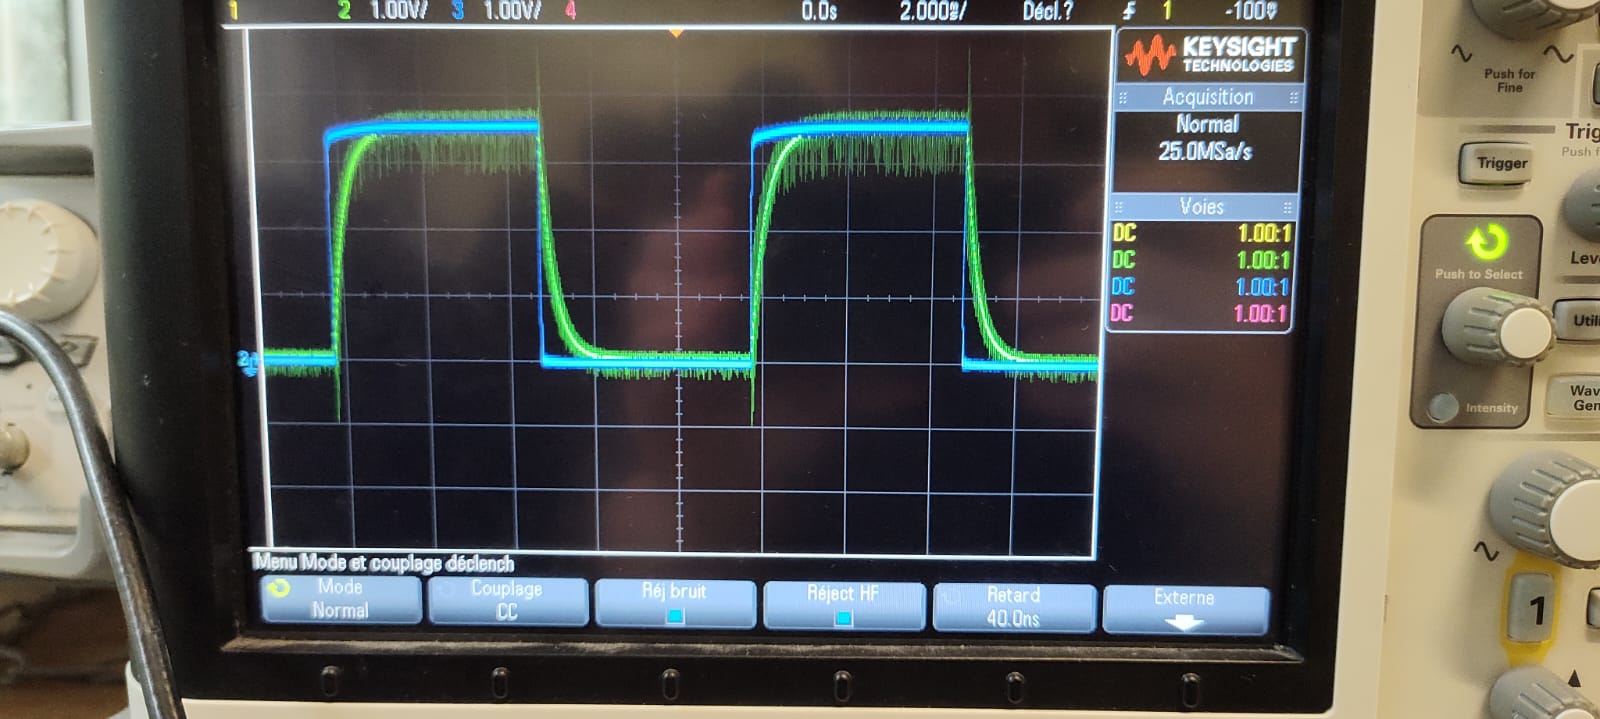 1 2 1.00V/ 3 1.00V/ 4 0.0s 2.000ms/ Décl.? 1 -100mV
KEYSIGHT
TECHNOLOGIES
Acquisition
Normal
25.0MSa/s
Voies
DC 1.00:1
DC 1.00:1
DC 1.00:1
DC 1.00:1
Menu Mode et couplage déclench
Mode
Normal
Couplage
CC
Réj bruit
Réject HF
Retard
40.0ns
Externe
Push for
Fine
Trigger
Push to Select
Intensity
1